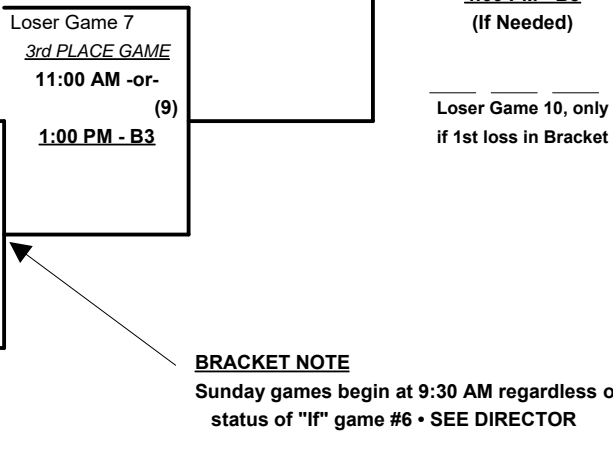 Loser Game 7
3rd PLACE GAME
11:00 AM -or-
(9)
1:00 PM - B3
(If Needed)
Loser Game 10, only
if 1st loss in Bracket
BRACKET NOTE
Sunday games begin at 9:30 AM regardless
status of "If" game #6 • SEE DIRECTOR